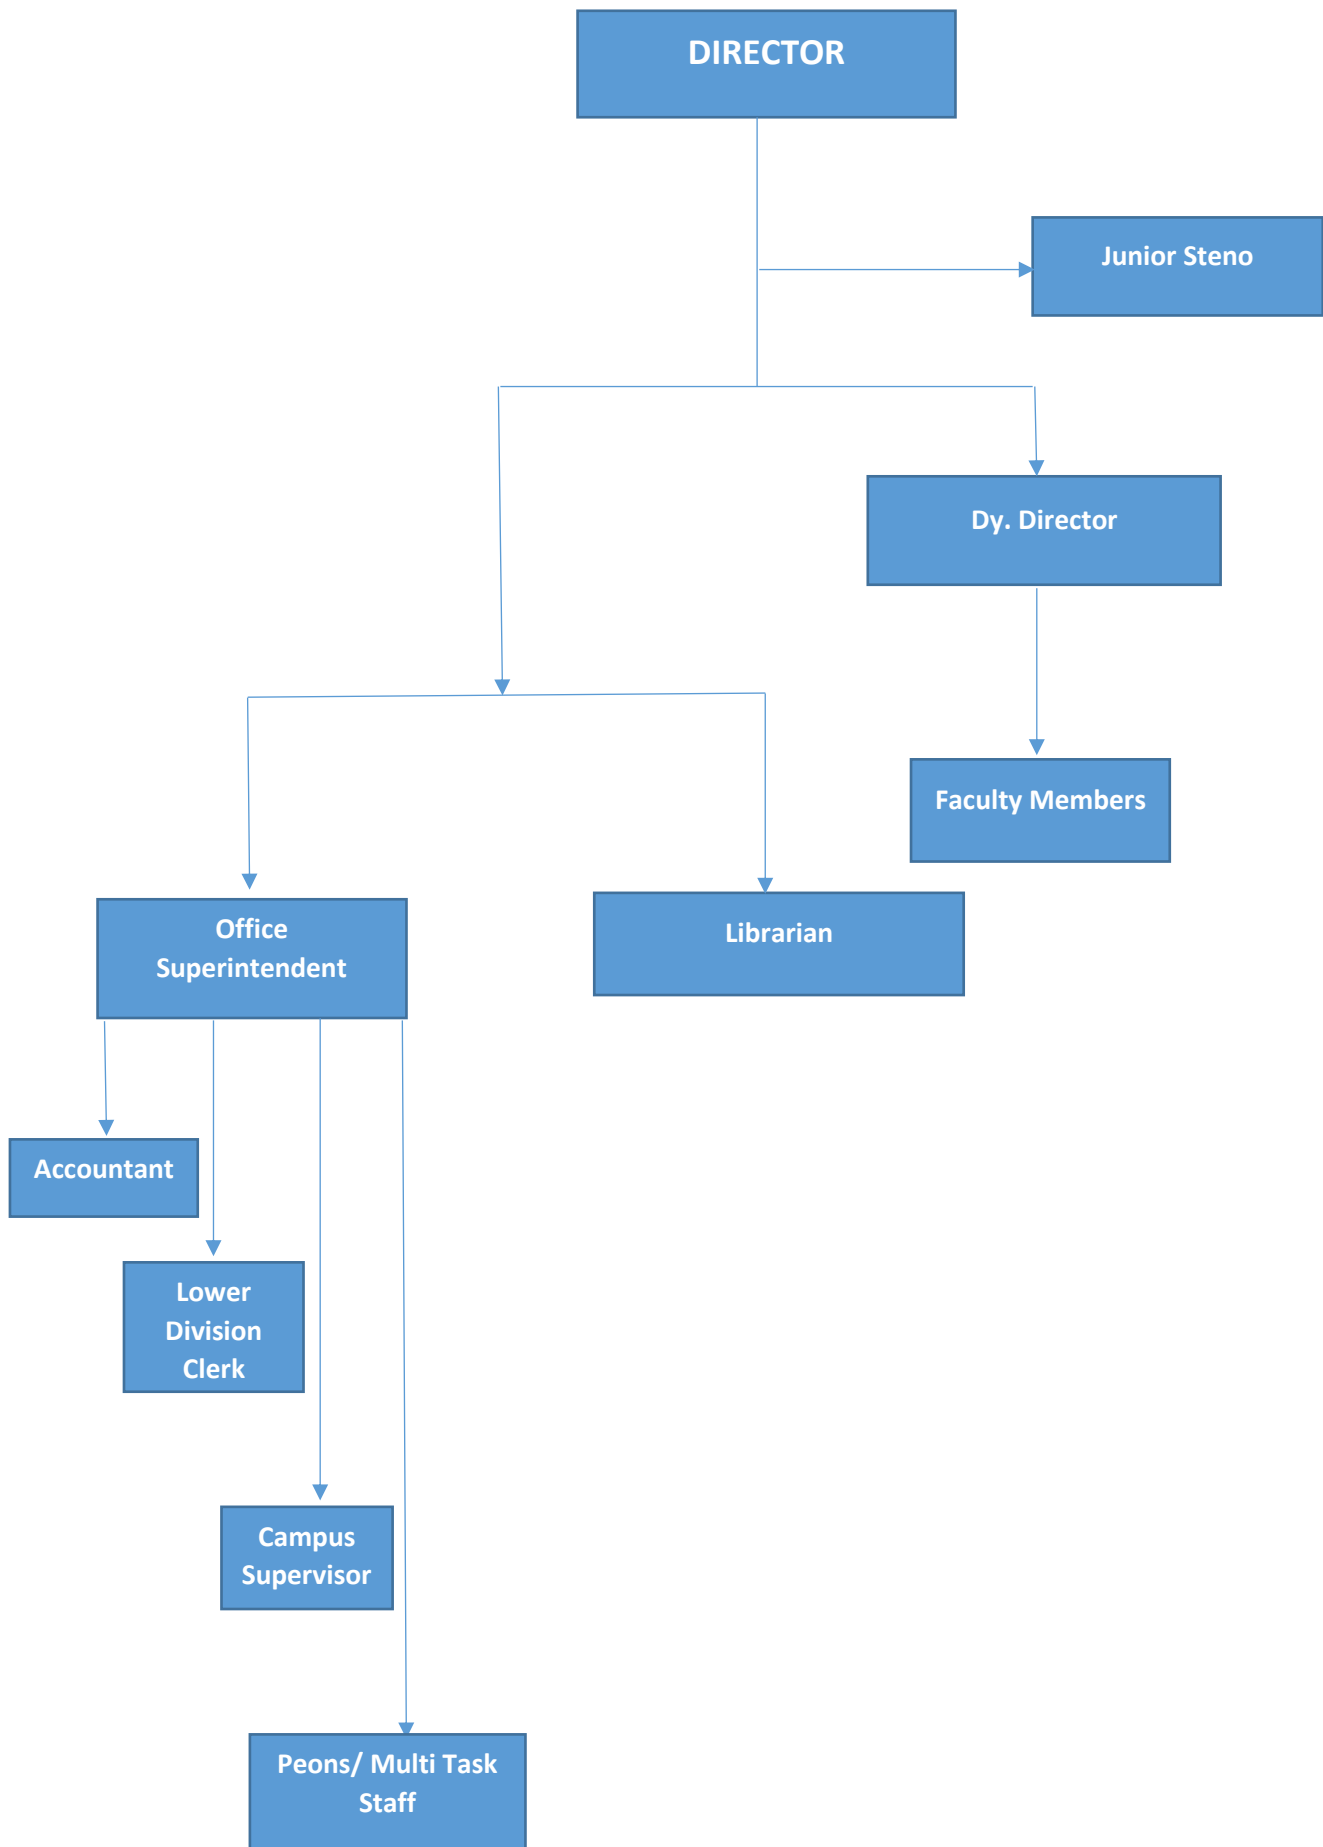 DIRECTOR
Junior Steno
Dy. Director
Faculty Members
Office
Superintendent
Librarian
Accountant
Lower
Division
Clerk
Campus
Supervisor
Peons/ Multi Task
Staff